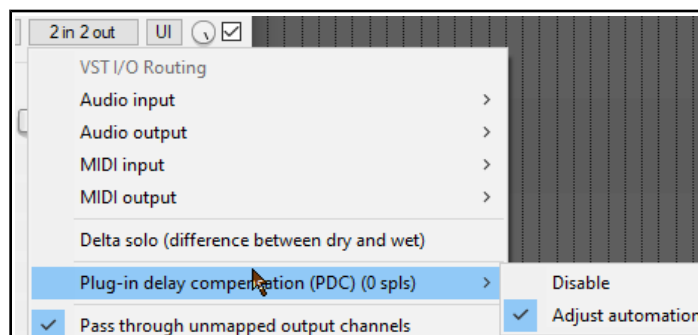 2 in 2 out UI
VST I/O Routing
Audio input
Audio output
MIDI input
MIDI output
Delta solo (difference between dry and wet)
Plug-in delay compensation (PDC) (0 spls)
Disable
Adjust automation
Pass through unmapped output channels